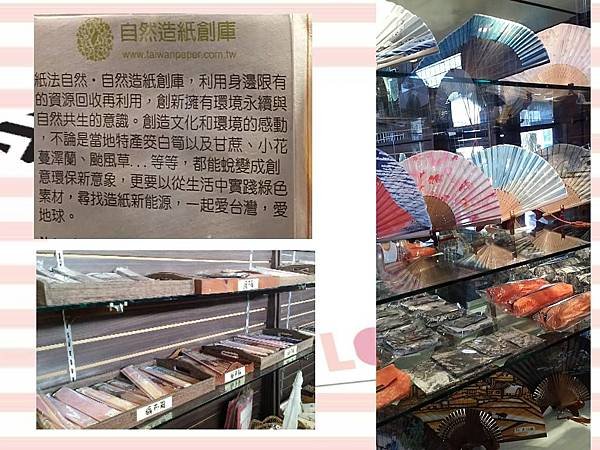 自然造紙創庫
www.taiwanpaper.com.tw
紙法自然・自然造紙創庫,利用身邊限有
的資源回收再利用,創新擁有環境永續與
自然共生的意識。創造文化和環境的感動
,不論是當地特產筊白筍以及甘蔗、小花
蔓澤蘭、颱風草...等等,都能蛻變成創
意環保新意象,更要以從生活中實踐綠色
素材,尋找造紙新能源,一起愛台灣,愛
地球。